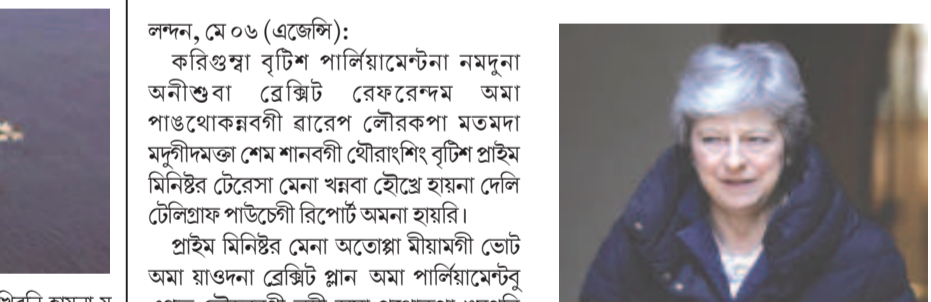 লন্দন, মে ০৬ (এজেন্সি):
করিগুম্বা বৃটিশ পার্লিয়ামেন্টনা নমদুনা
অনীশুবা ব্রেক্সিট রেফরেন্দম অমা
পাঙথোকন্নবগী ৱারেপ লৌরকপা মতমদা
মদুগীদমক্তা শেম শানবগী থৌরাংশিং বৃটিশ প্রাইম
মিনিষ্টর টেরেসা মেনা খন্নবা হৌখ্রে হায়না দেলি
টেলিগ্রাফ পাউচেগী রিপোর্ট অমনা হায়রি।
প্রাইম মিনিষ্টর মেনা অতোপ্পা মীয়ামগী ভোট
অমা য়াওদনা ব্রেক্সিট প্লান অমা পার্লিয়ামেন্টবু